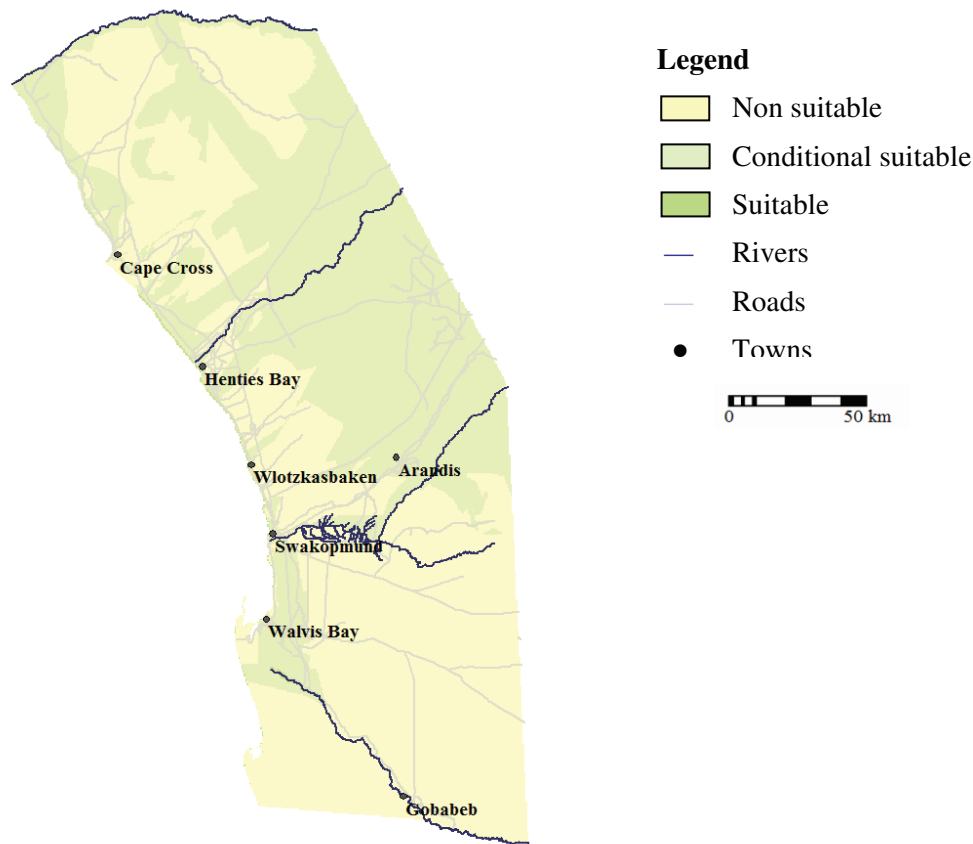 Legend
Non suitable
Conditional suitable
Suitable
Rivers
Roads
Towns
0 50 km
Cape Cross
Henties Bay
Wlotzkasbaken
Arandis
Swakopmund
Walvis Bay
Gobabeb